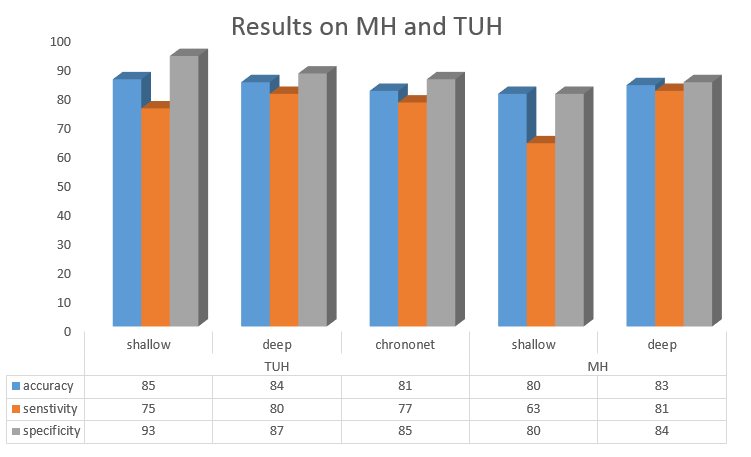 Results on MH and TUH
100
90
80
70
60
50
40
30
20
10
0
shallow deep chrononet shallow deep
TUH MH
accuracy 85 84 81 80 83
senstivity 75 80 77 63 81
specificity 93 87 85 80 84